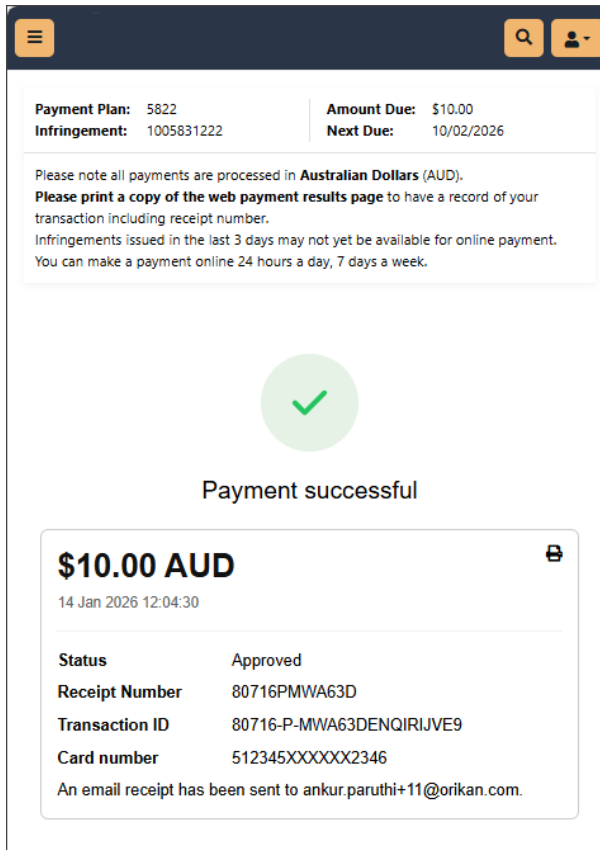 Payment Plan: 5822 Amount Due: $10.00
Infringement: 1005831222 Next Due: 10/02/2026
Please note all payments are processed in Australian Dollars (AUD).
Please print a copy of the web payment results page to have a record of your
transaction including receipt number.
Infringements issued in the last 3 days may not yet be available for online payment.
You can make a payment online 24 hours a day, 7 days a week.
Payment successful
$10.00 AUD
14 Jan 2026 12:04:30
Status Approved
Receipt Number 80716PMWA63D
Transaction ID 80716-P-MWA63DENQIRIJVE9
Card number 512345XXXXXX2346
An email receipt has been sent to ankur.paruthi+11@orikan.com.